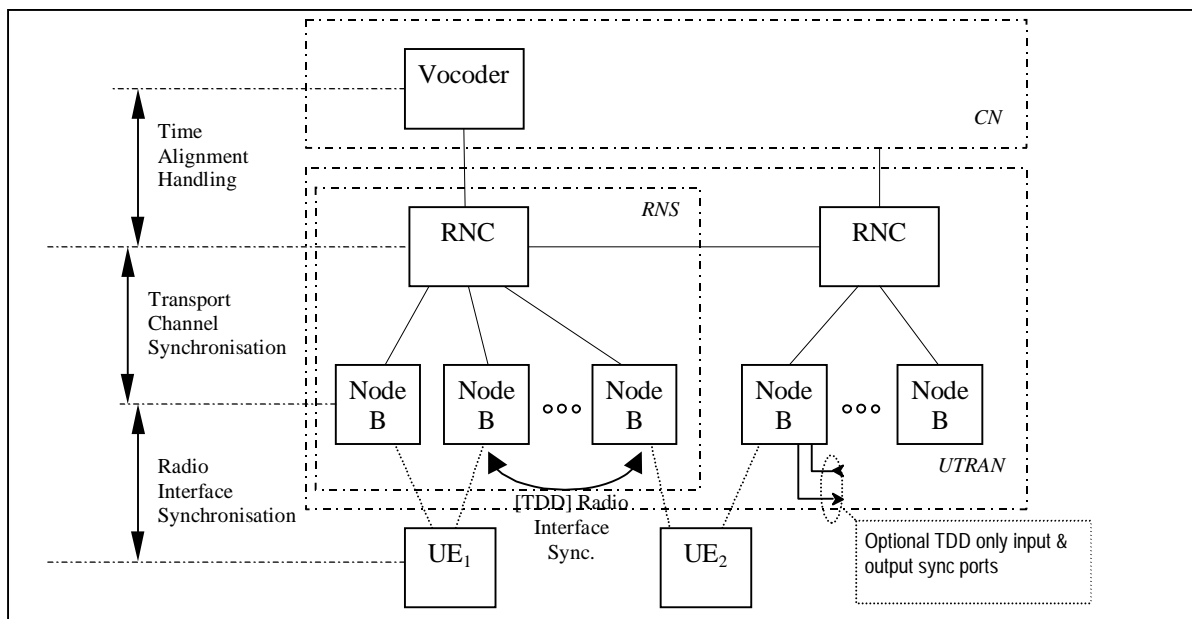 Vocoder
CN
Time
Alignment
Handling
RNS
RNC
RNC
Transport
Channel
Synchronisation
Node
B
Node
B
Node
B
Node
B
Node
B
UTRAN
Radio
Interface
Synchronisation
[TDD] Radio
Interface
Sync.
UE₁
UE₂
Optional TDD only input &
output sync ports